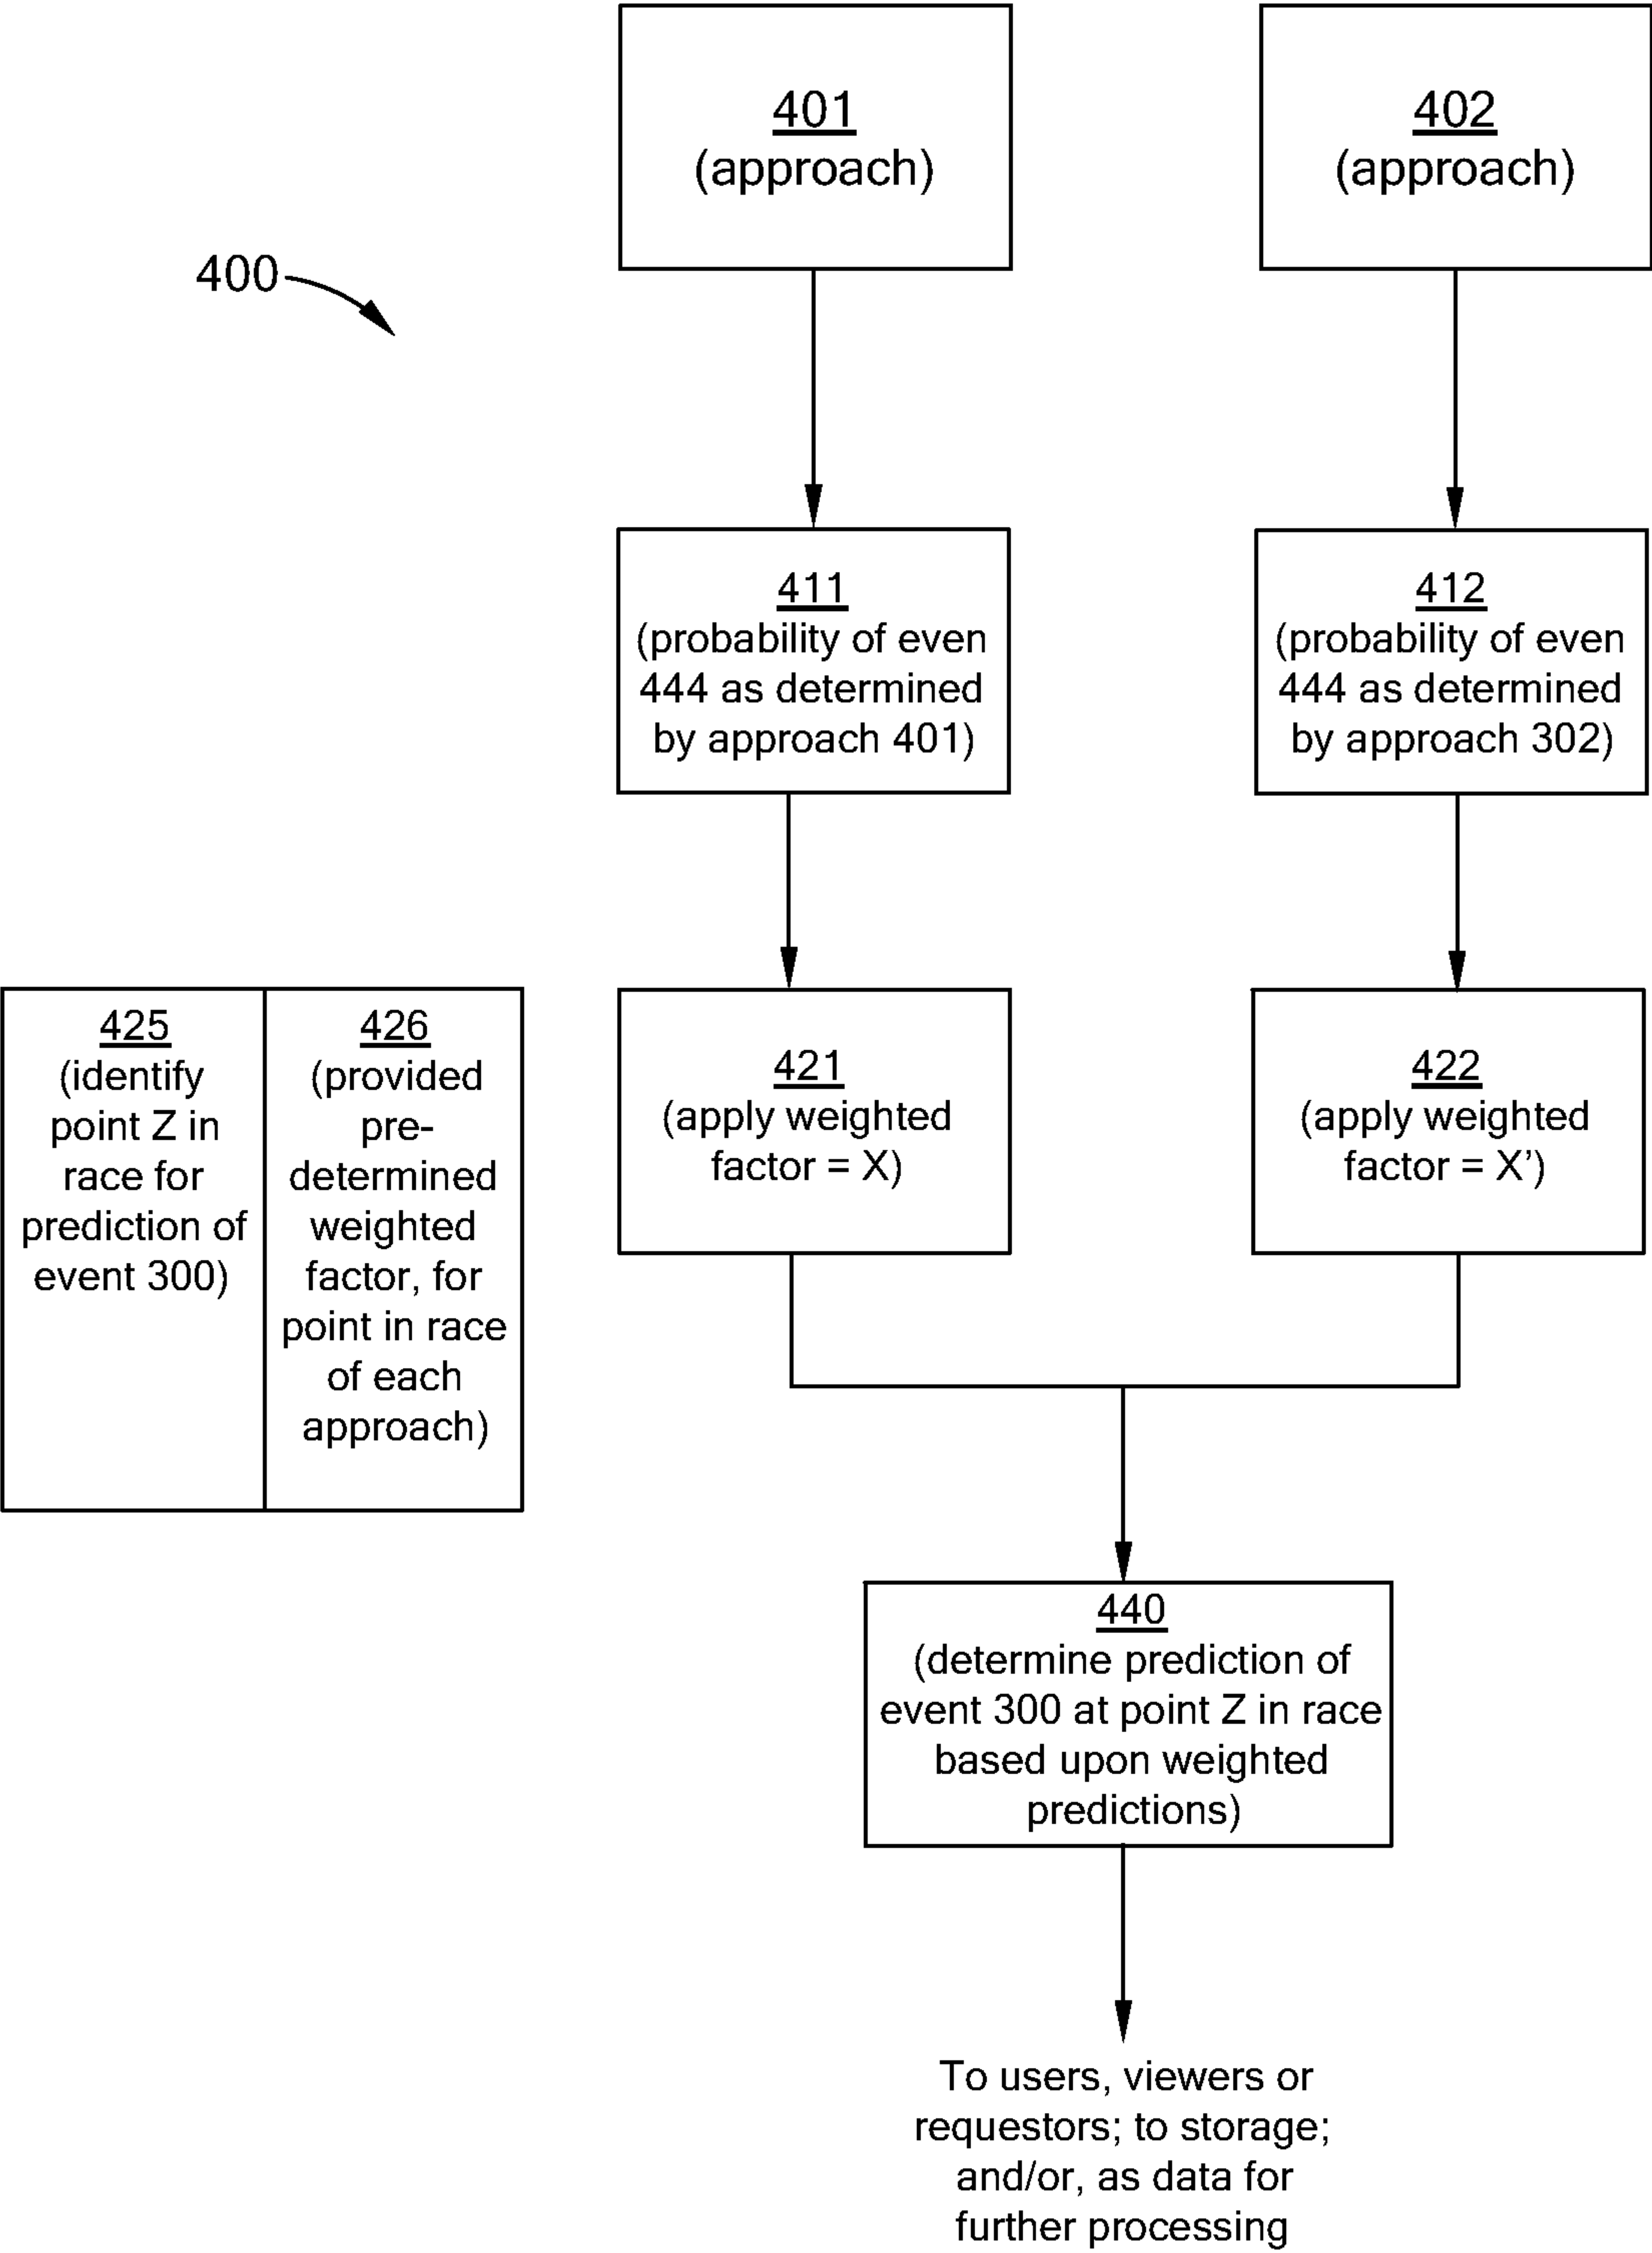 401
(approach)
402
(approach)
400
411
(probability of even
444 as determined
by approach 401)
412
(probability of even
444 as determined
by approach 302)
425
(identify
point Z in
race for
prediction of
event 300)
426
(provided
pre-
determined
weighted
factor, for
point in race
of each
approach)
421
(apply weighted
factor = X)
422
(apply weighted
factor = X’)
440
(determine prediction of
event 300 at point Z in race
based upon weighted
predictions)
To users, viewers or
requestors; to storage;
and/or, as data for
further processing